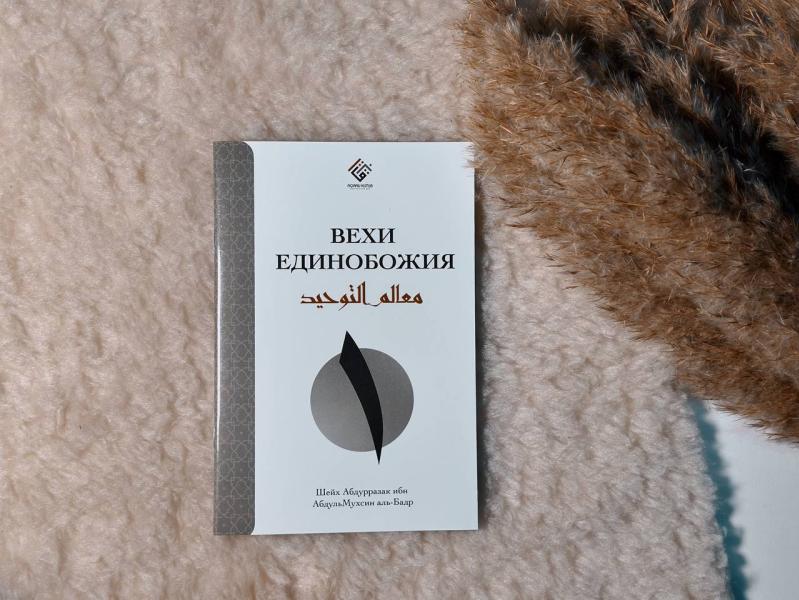 ВЕХИ
ЕДИНОБОЖИЯ
معالم التوحيد
Шейх Абдурразак ибн
АбдульМухсин аль-Бадр